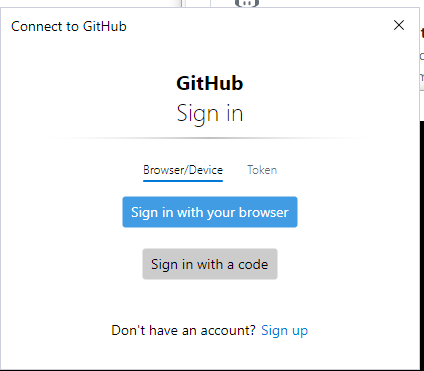 Connect to GitHub
GitHub
Sign in
Browser/Device Token
Sign in with your browser
Sign in with a code
Don't have an account? Sign up